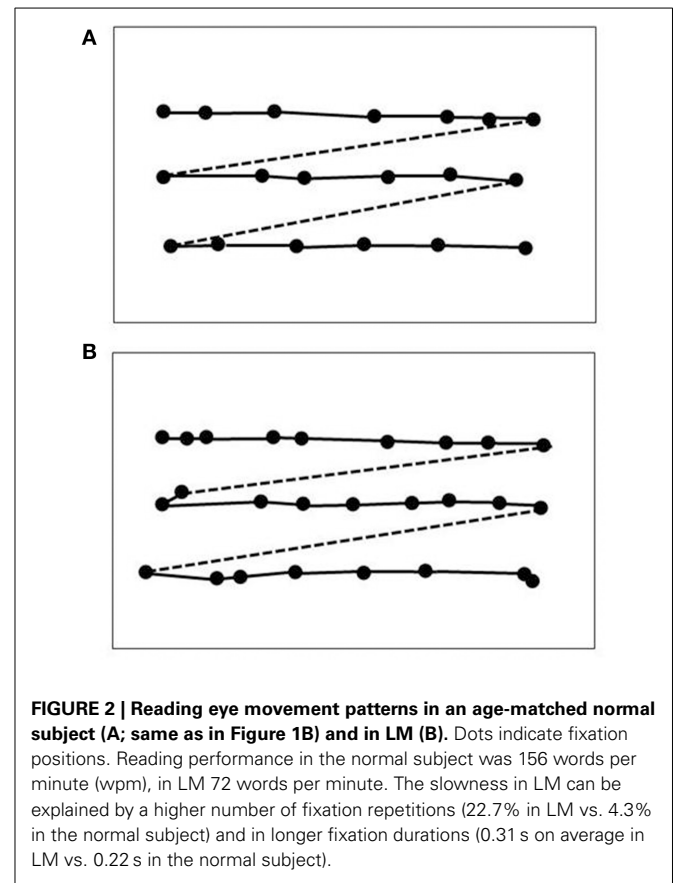 A
B
FIGURE 2 | Reading eye movement patterns in an age-matched normal
subject (A; same as in Figure 1B) and in LM (B). Dots indicate fixation
positions. Reading performance in the normal subject was 156 words per
minute (wpm), in LM 72 words per minute. The slowness in LM can be
explained by a higher number of fixation repetitions (22.7% in LM vs. 4.3%
in the normal subject) and in longer fixation durations (0.31 s on average in
LM vs. 0.22 s in the normal subject).